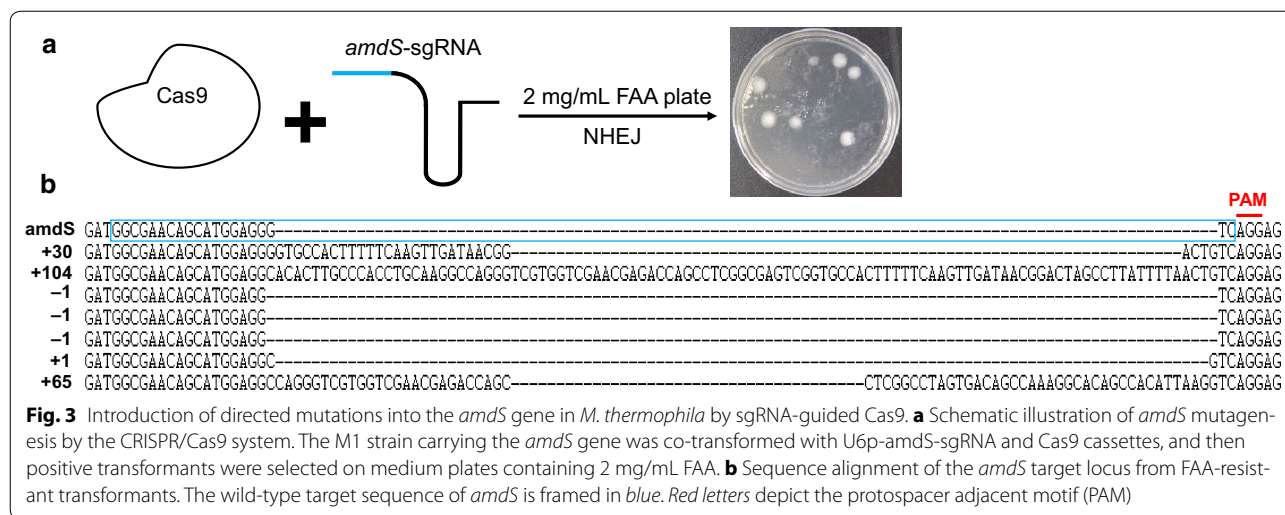 a
amdS-sgRNA
Cas9
+
2 mg/mL FAA plate
NHEJ
b
PAM
amdS GATGGCGAACAGCATGGAGGG---TCAGGAG
+30 GATGGCGAACAGCATGGAGGGGTGCCACTTTTTCAAGTTGATAACGG---ACTGTCAGGAG
+104 GATGGCGAACAGCATGGAGGCACACTTGCCCACCTGCAAGGCCAGGGTCGTGGTCGAACGAGACCAGCCTCGGCGAGTCGGTGCCACTTTTTCAAGTTGATAACGGACTAGCCTTATTTTAACTGTCAGGAG
−1 GATGGCGAACAGCATGGAGG---TCAGGAG
−1 GATGGCGAACAGCATGGAGG---TCAGGAG
−1 GATGGCGAACAGCATGGAGG---TCAGGAG
+1 GATGGCGAACAGCATGGAGGC---GTCAGGAG
+65 GATGGCGAACAGCATGGAGGCCAGGGTCGTGGTCGAACGAGACCAGC---CTCGGCCTAGTGACAGCCAAAGGCACAGCCACATTAAGGTCAGGAG
Fig. 3 Introduction of directed mutations into the amdS gene in M. thermophila by sgRNA-guided Cas9. a Schematic illustration of amdS mutagen-
esis by the CRISPR/Cas9 system. The M1 strain carrying the amdS gene was co-transformed with U6p-amdS-sgRNA and Cas9 cassettes, and then
positive transformants were selected on medium plates containing 2 mg/mL FAA. b Sequence alignment of the amdS target locus from FAA-resist-
ant transformants. The wild-type target sequence of amdS is framed in blue. Red letters depict the protospacer adjacent motif (PAM)